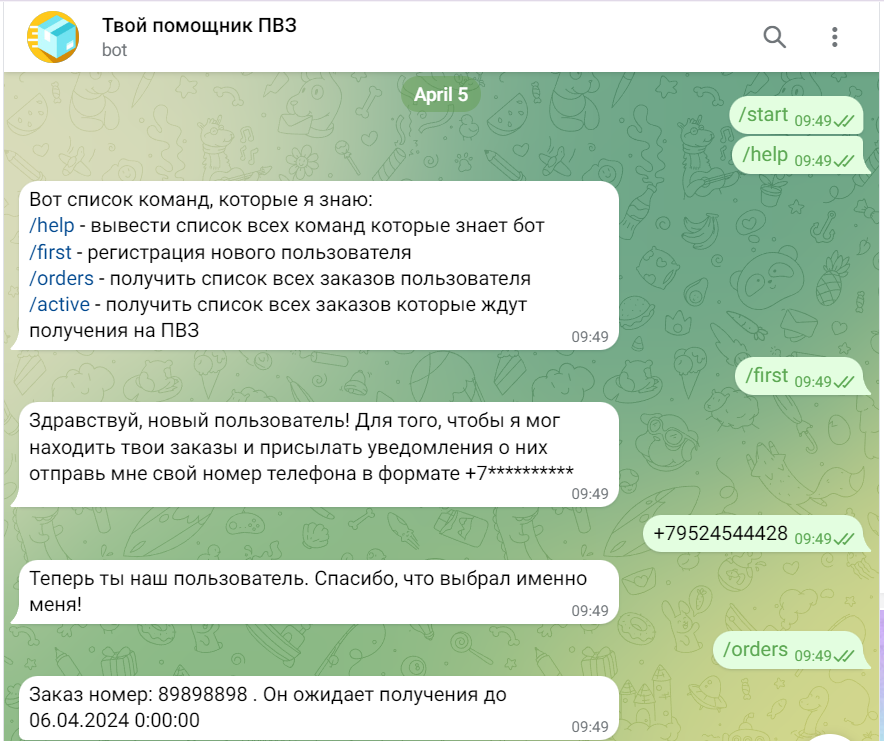 Твой помощник ПВЗ
bot
April 5
/start 09:49
/help 09:49
Вот список команд, которые я знаю:
/help - вывести список всех команд которые знает бот
/first - регистрация нового пользователя
/orders - получить список всех заказов пользователя
/active - получить список всех заказов которые ждут
получения на ПВЗ
09:49
/first 09:49
Здравствуй, новый пользователь! Для того, чтобы я мог
находить твои заказы и присылать уведомления о них
отправь мне свой номер телефона в формате +7**********
09:49
+79524544428 09:49
Теперь ты наш пользователь. Спасибо, что выбрал именно
меня!
09:49
/orders 09:49
Заказ номер: 89898898 . Он ожидает получения до
06.04.2024 0:00:00
09:49